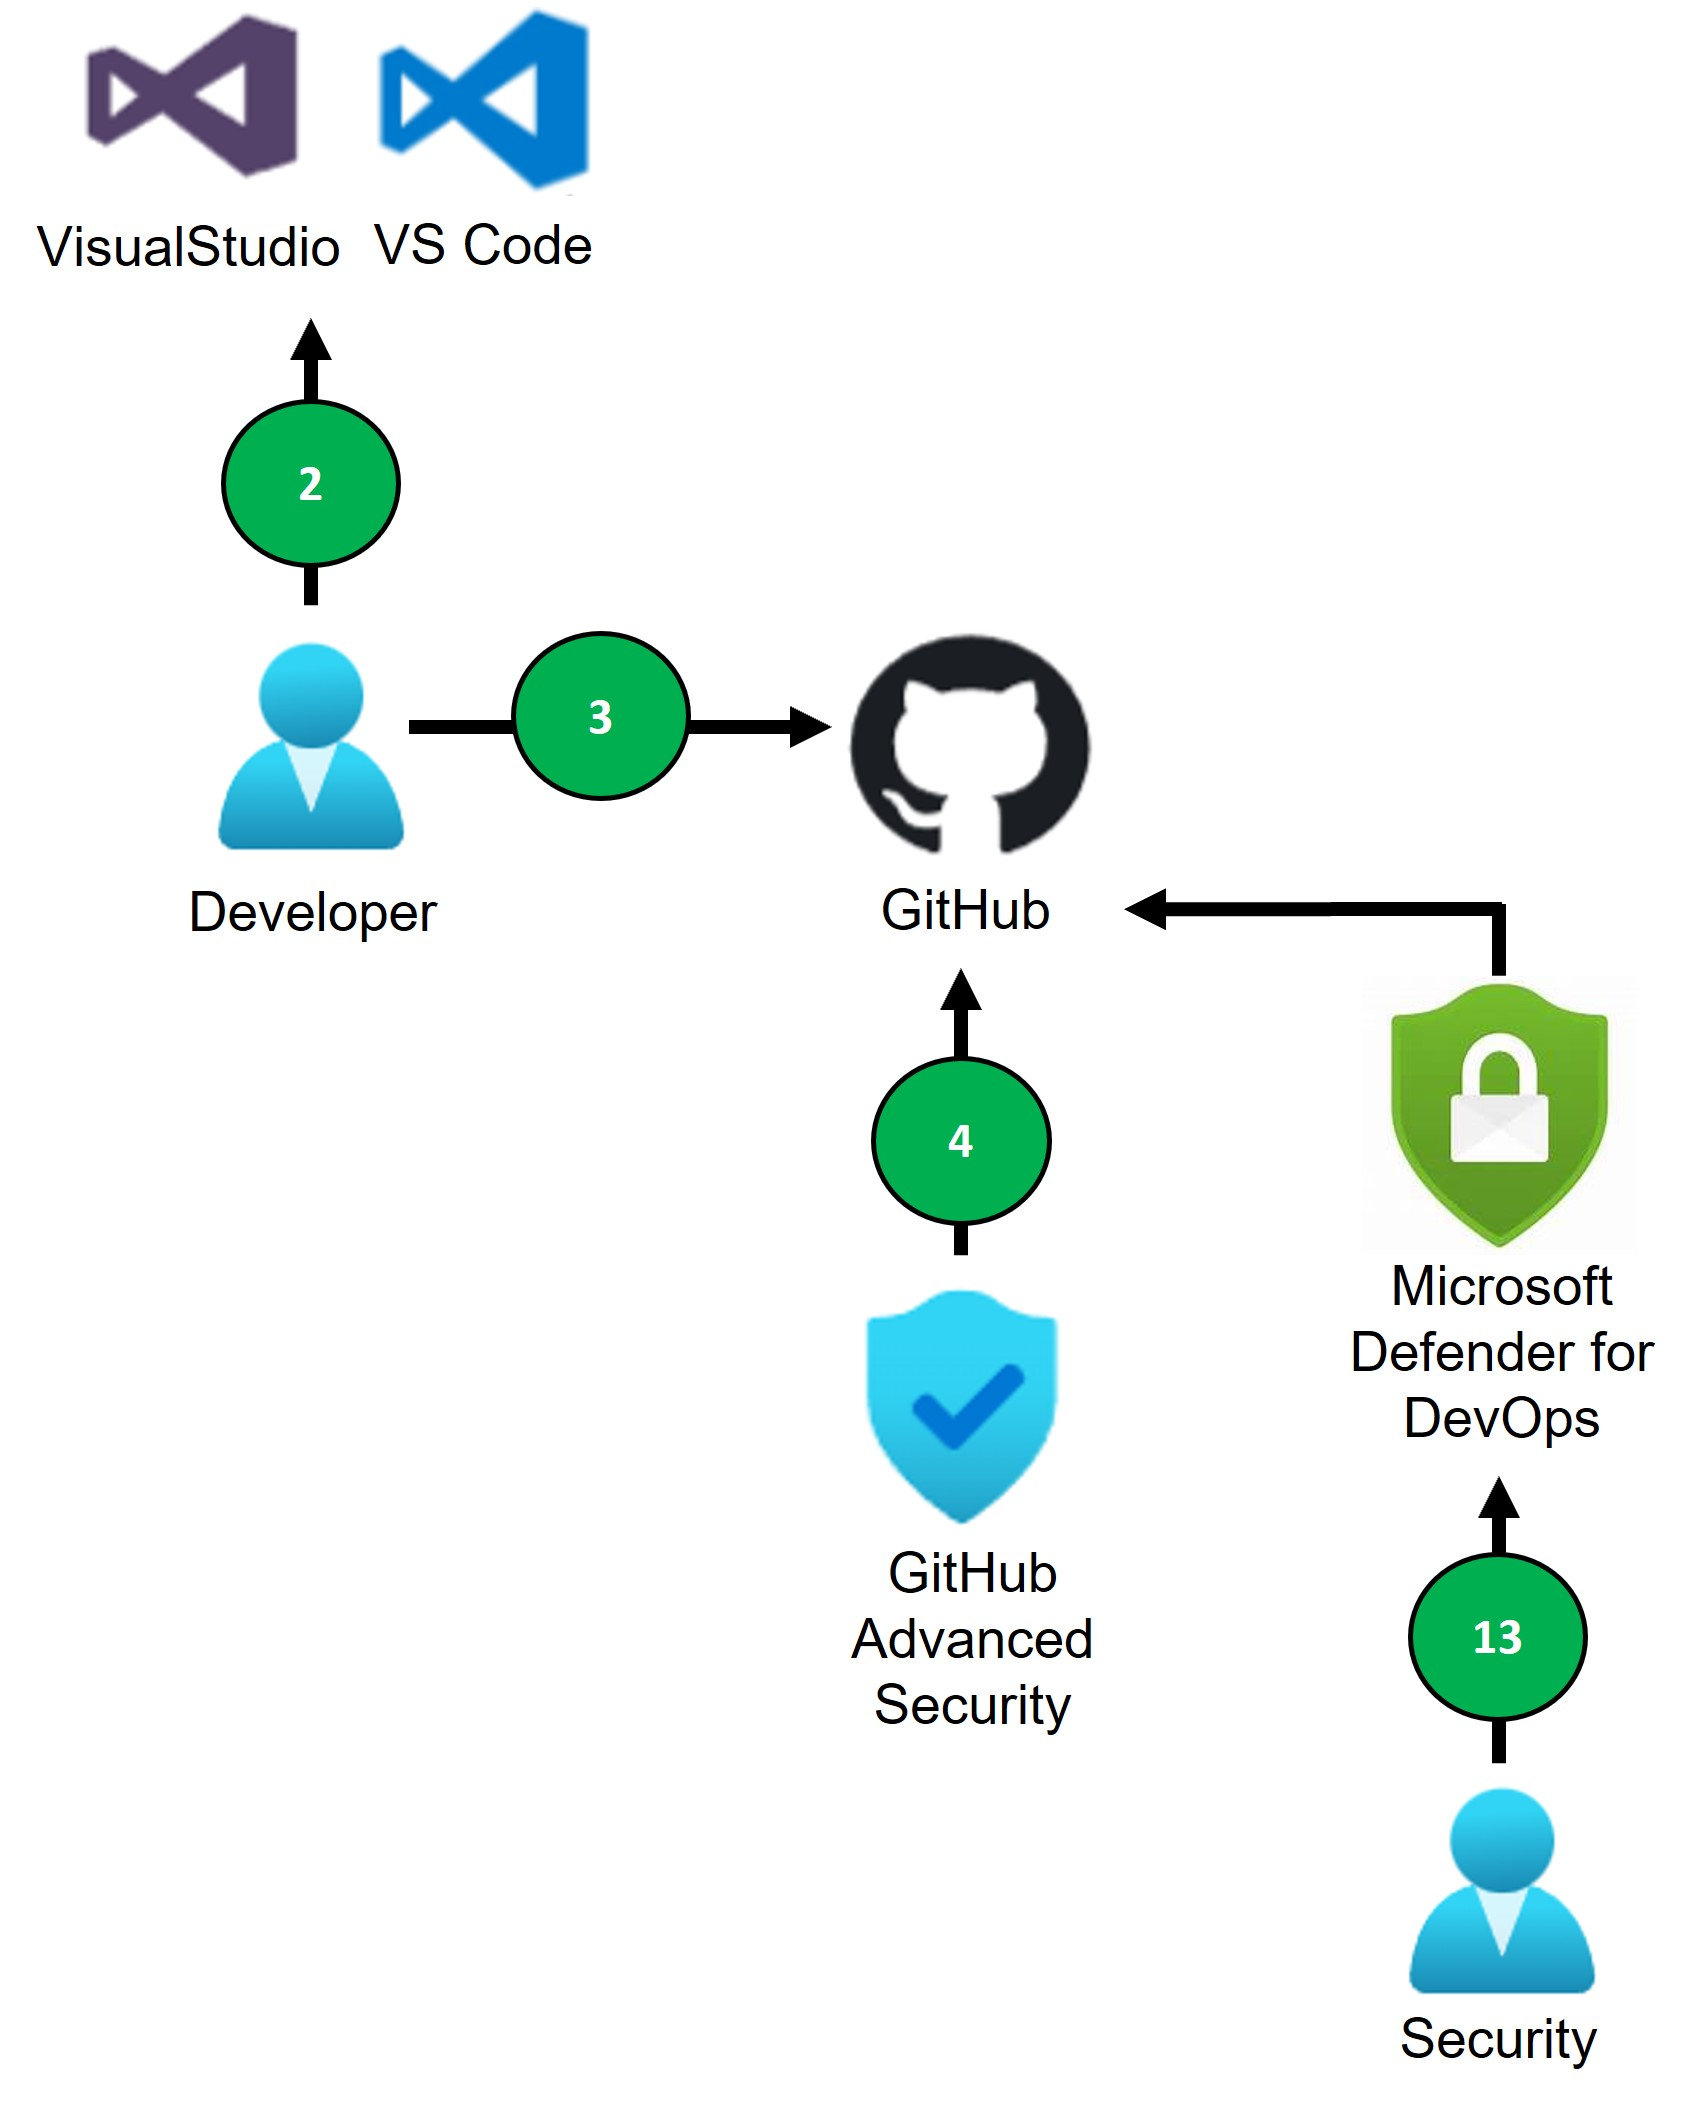 VisualStudio
VS Code
2
3
Developer
GitHub
4
Microsoft
Defender for
DevOps
GitHub
Advanced
Security
13
Security